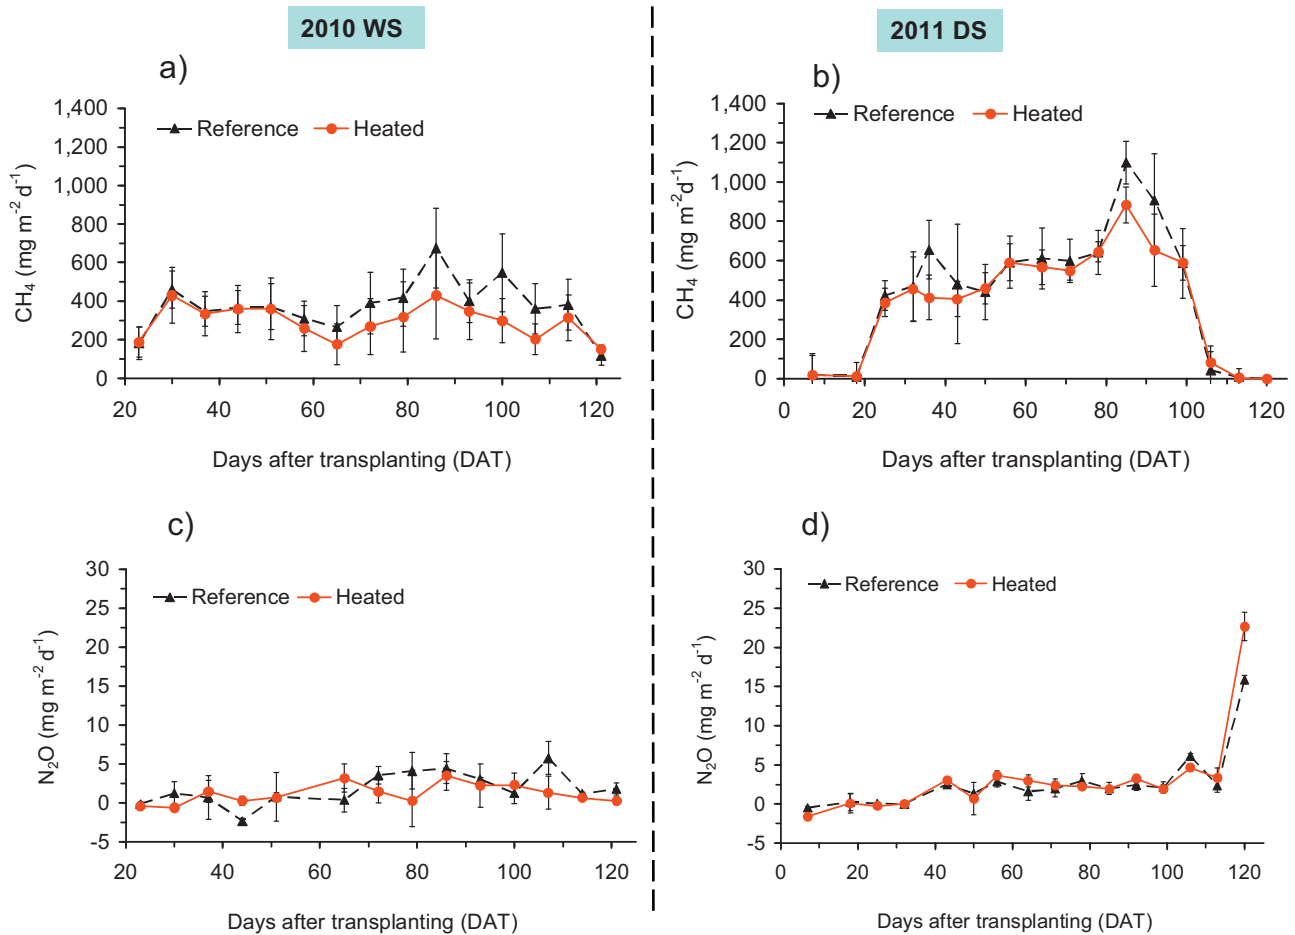 2010 WS
2011 DS
a)
1,400
1,200
1,000
800
600
400
200
0
CH4 (mg m-2 d-1)
Reference
Heated
20 40 60 80 100 120
Days after transplanting (DAT)
b)
1,400
1,200
1,000
800
600
400
200
0
CH4 (mg m-2d-1)
Reference
Heated
0 20 40 60 80 100 120
Days after transplanting (DAT)
c)
30
25
20
15
10
5
0
-5
N2O (mg m-2 d-1)
Reference
Heated
20 40 60 80 100 120
Days after transplanting (DAT)
d)
30
25
20
15
10
5
0
-5
N2O (mg m-2 d-1)
Reference
Heated
0 20 40 60 80 100 120
Days after transplanting (DAT)